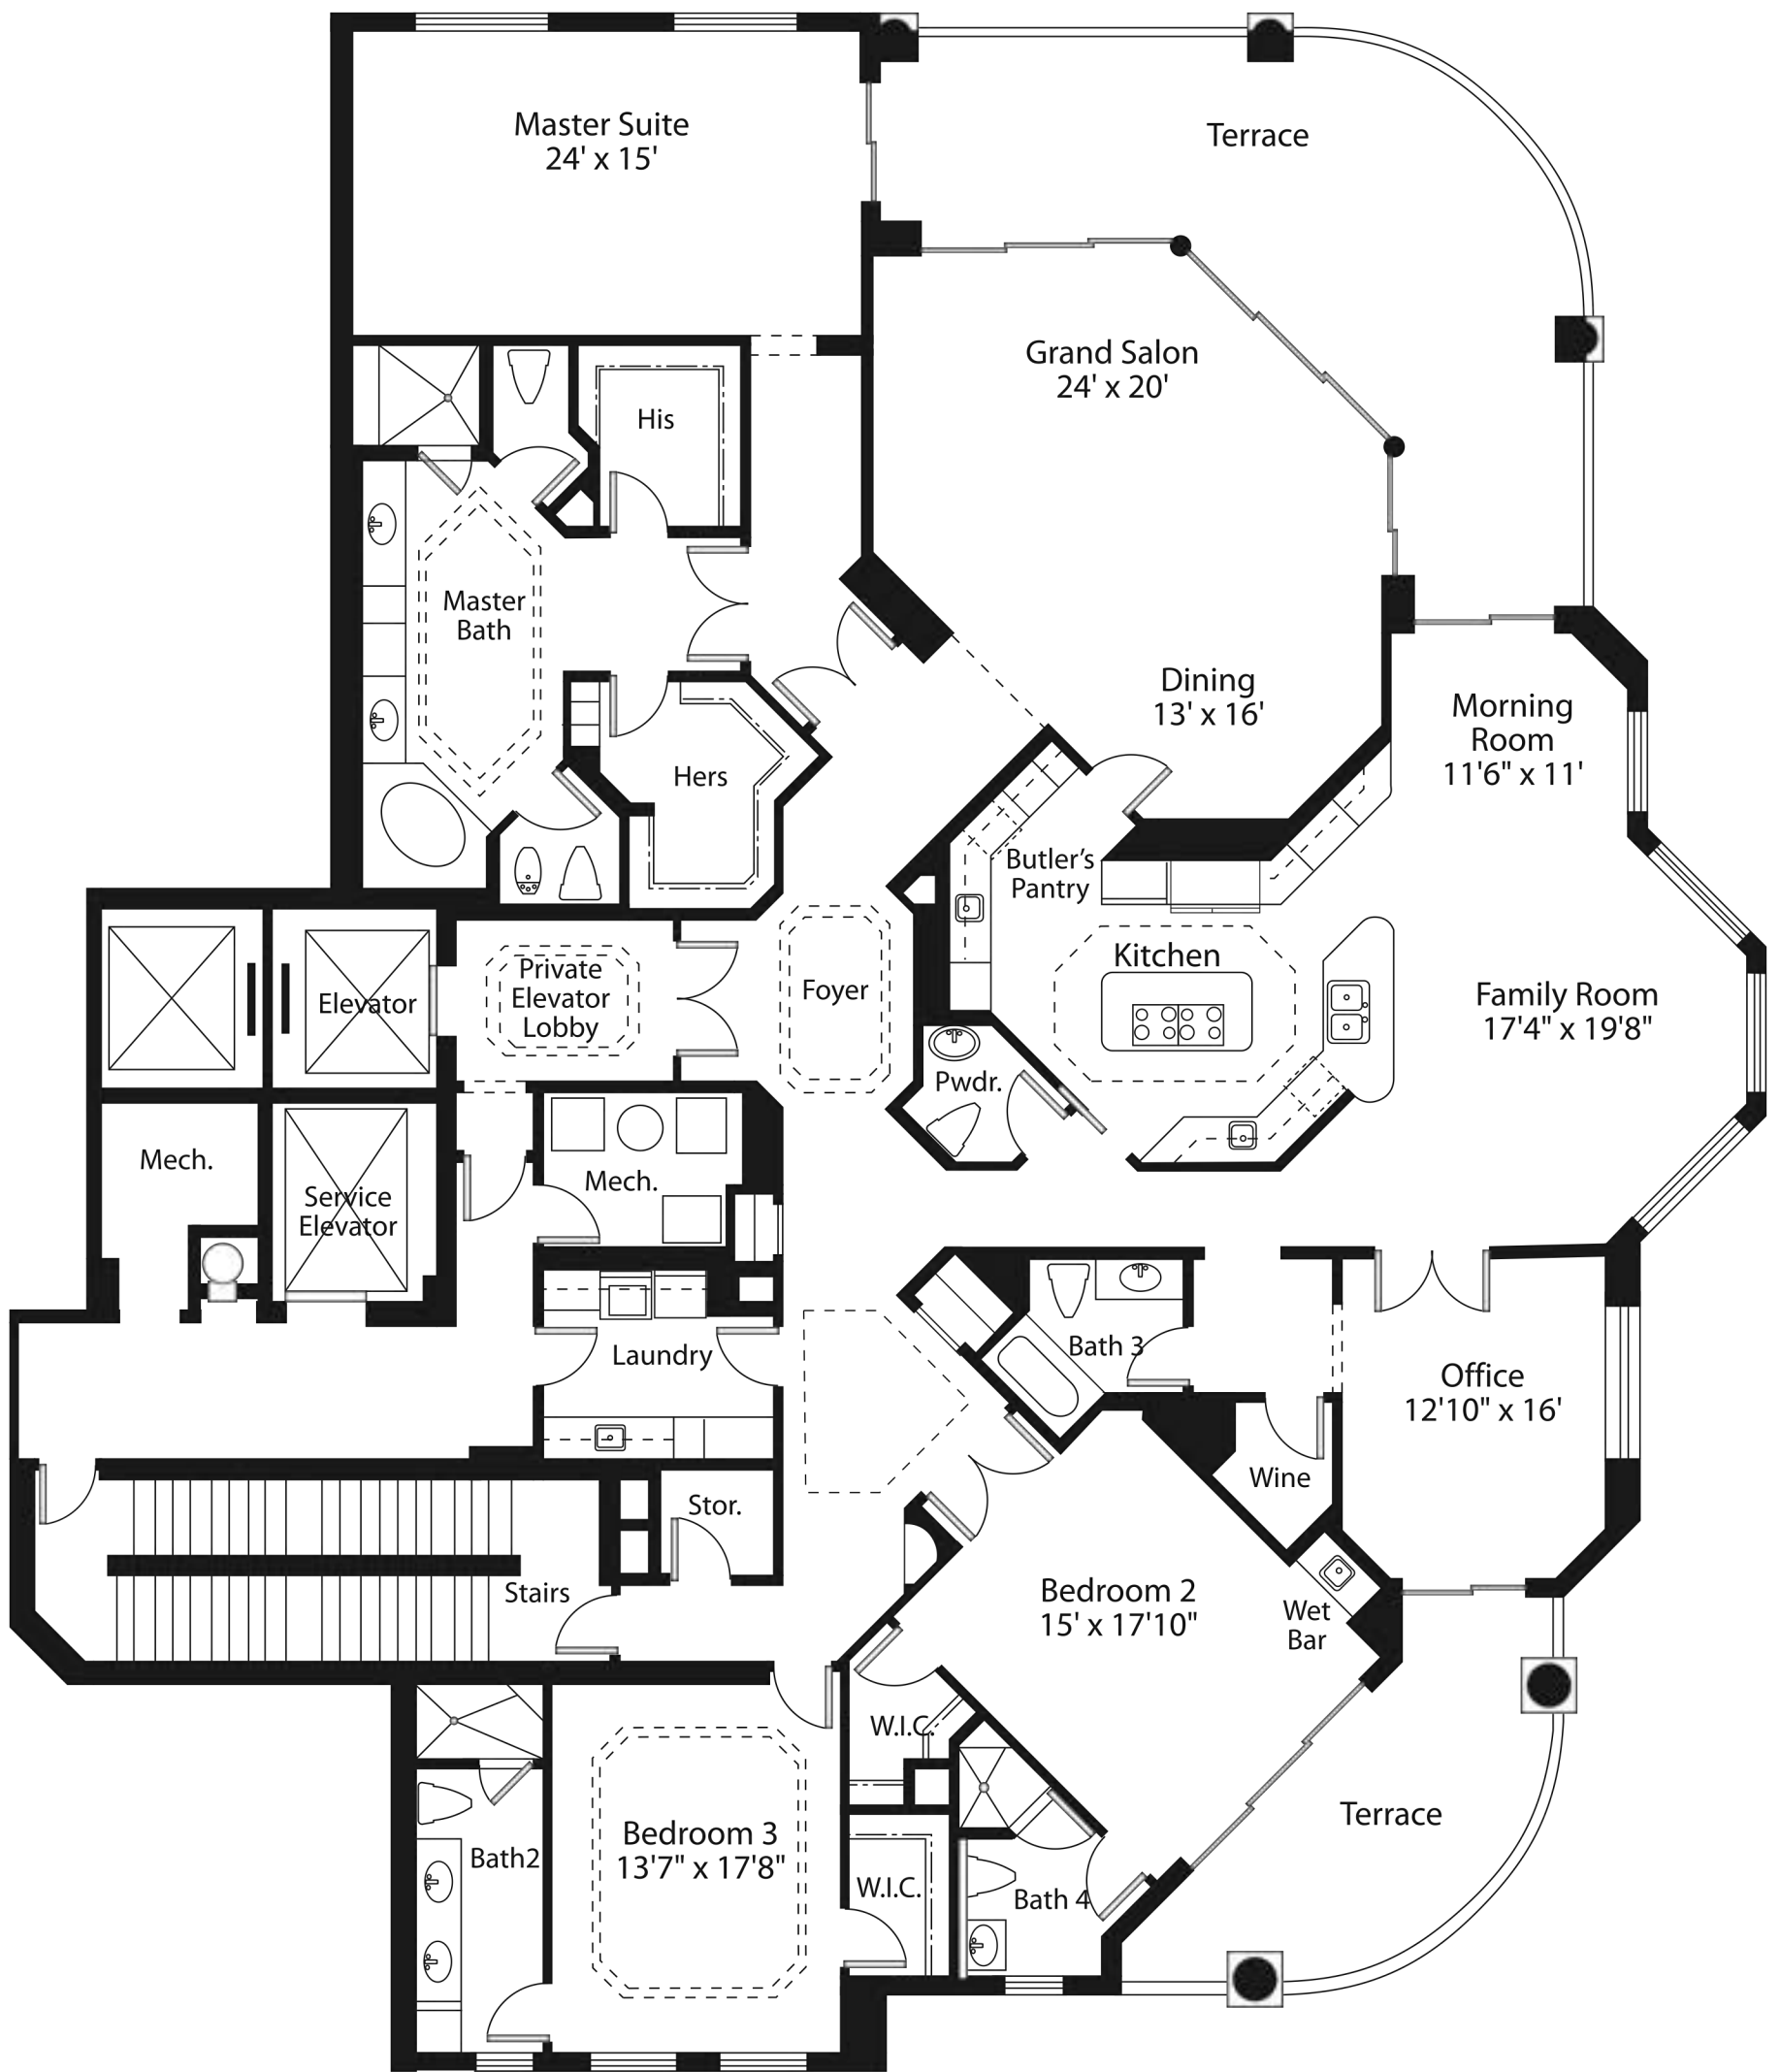 Master Suite
24' x 15'
Terrace
Grand Salon
24' x 20'
His
Master
Bath
Dining
13' x 16'
Morning
Room
11'6" x 11'
Hers
Butler's
Pantry
Kitchen
Private
Elevator
Lobby
Elevator
Foyer
Family Room
17'4" x 19'8"
Pwdr.
Mech.
Mech.
Service
Elevator
Laundry
Bath 3
Office
12'10" x 16'
Wine
Stor.
Stairs
Bedroom 2
15' x 17'10"
Wet
Bar
W.I.C.
Terrace
Bedroom 3
13'7" x 17'8"
Bath2
W.I.C.
Bath 4